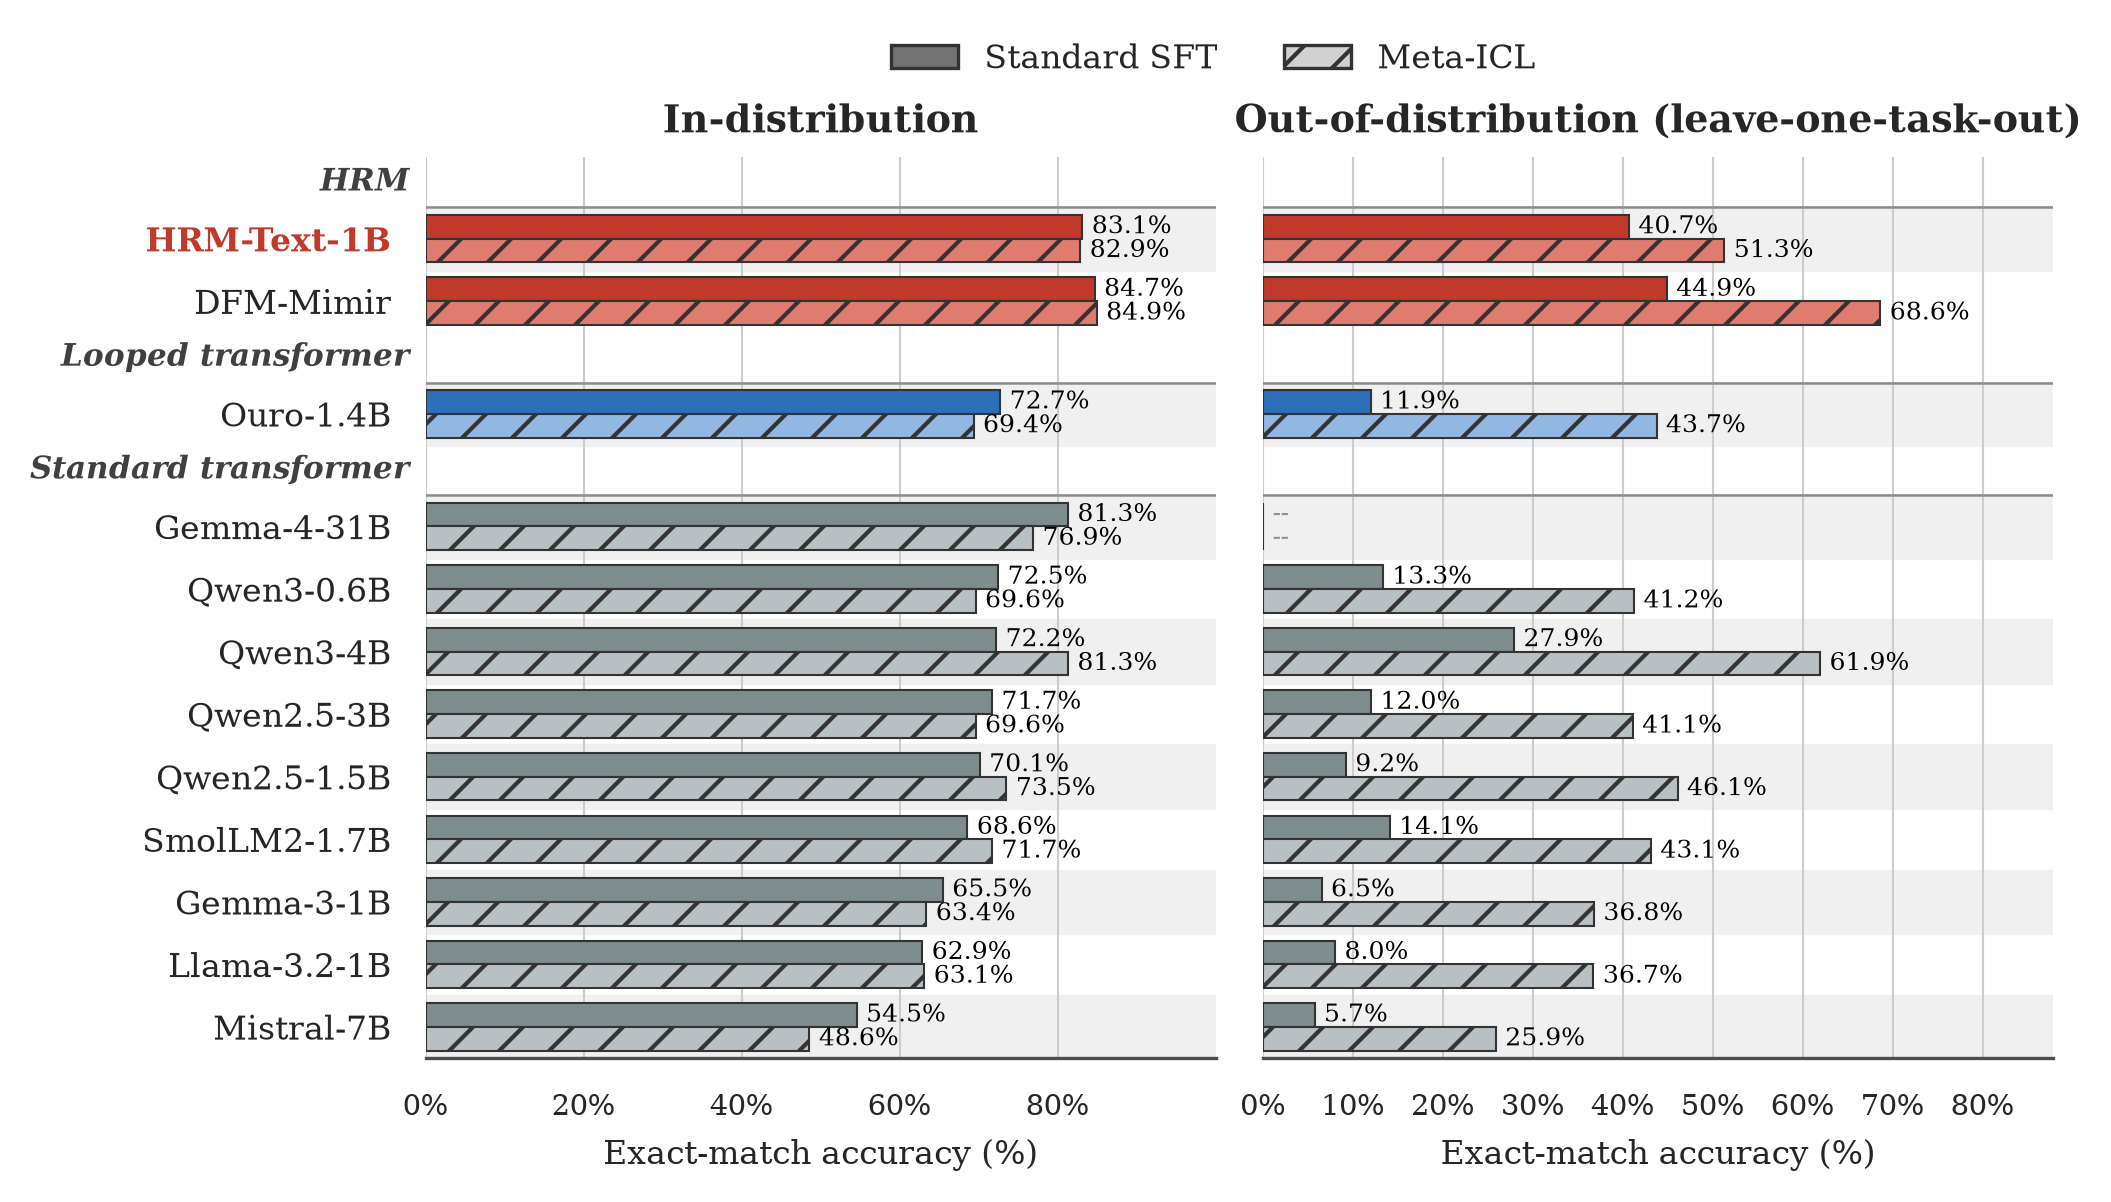 Standard SFT Meta-ICL
In-distribution
Out-of-distribution (leave-one-task-out)
HRM
HRM-Text-1B 83.1% 40.7%
82.9% 51.3%
DFM-Mimir 84.7% 44.9%
84.9% 68.6%
Looped transformer
Ouro-1.4B 72.7% 11.9%
69.4% 43.7%
Standard transformer
Gemma-4-31B 81.3% --
76.9% --
Qwen3-0.6B 72.5% 13.3%
69.6% 41.2%
Qwen3-4B 72.2% 27.9%
81.3% 61.9%
Qwen2.5-3B 71.7% 12.0%
69.6% 41.1%
Qwen2.5-1.5B 70.1% 9.2%
73.5% 46.1%
SmolLM2-1.7B 68.6% 14.1%
71.7% 43.1%
Gemma-3-1B 65.5% 6.5%
63.4% 36.8%
Llama-3.2-1B 62.9% 8.0%
63.1% 36.7%
Mistral-7B 54.5% 5.7%
48.6% 25.9%
0% 20% 40% 60% 80%
0% 10% 20% 30% 40% 50% 60% 70% 80%
Exact-match accuracy (%)
Exact-match accuracy (%)